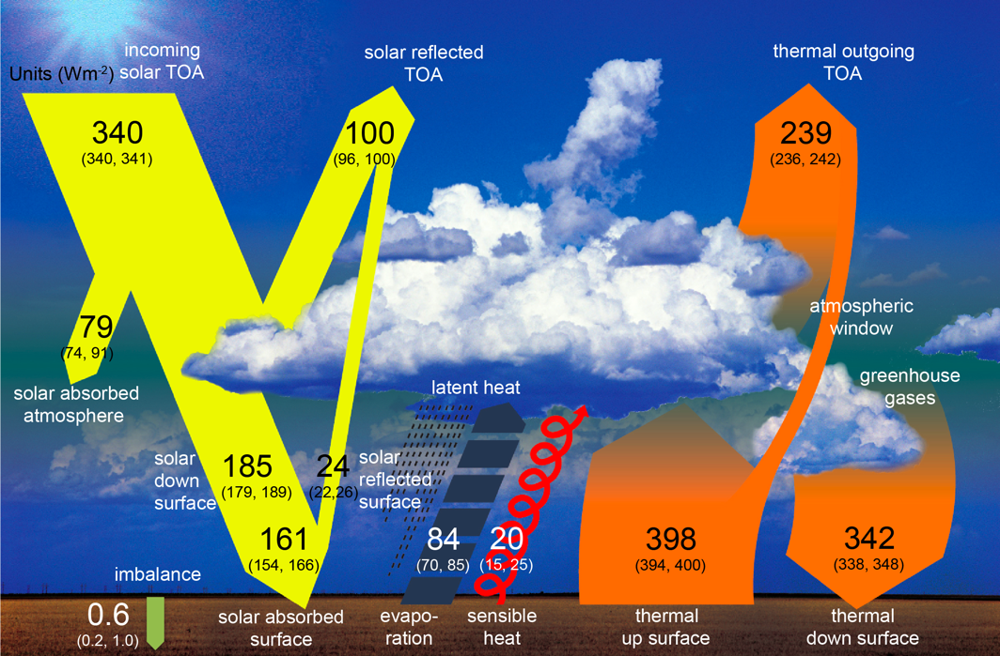 incoming
solar TOA
Units (Wm-2)
solar reflected
TOA
thermal outgoing
TOA
340
(340, 341)
100
(96, 100)
239
(236, 242)
79
(74, 91)
solar absorbed
atmosphere
atmospheric
window
greenhouse
gases
latent heat
solar
down
surface
185
(179, 189)
24
(22,26)
solar
reflected
surface
161
(154, 166)
84
(70, 85)
20
(15, 25)
398
(394, 400)
342
(338, 348)
imbalance
0.6
(0.2, 1.0)
solar absorbed
surface
evapo-
ration
sensible
heat
thermal
up surface
thermal
down surface